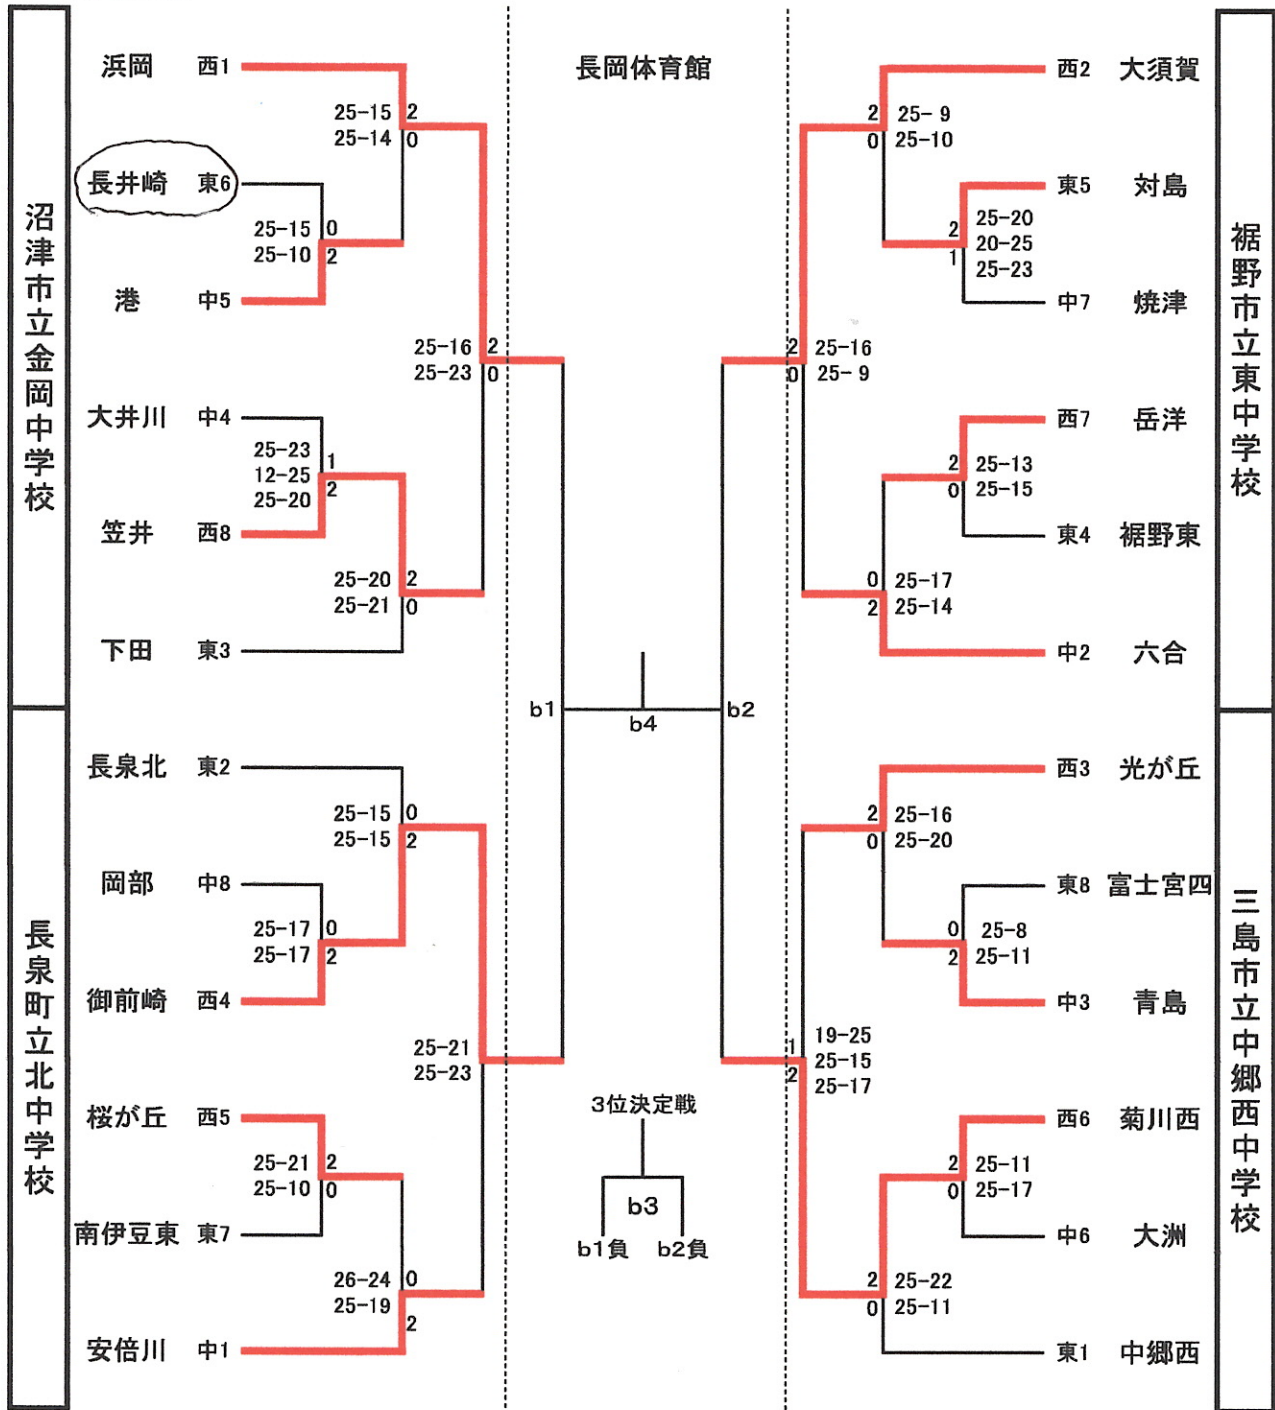 沼津市立金岡中学校
浜岡 西1
25-15 2
25-14 0
長井崎 東6
25-15 0
25-10 2
港 中5
25-16 2
25-23 0
大井川 中4
25-23
12-25
25-20
1
2
笠井 西8
25-20 2
25-21 0
下田 東3
長泉町立北中学校
長泉北 東2
25-15 0
25-15 2
岡部 中8
25-17 0
25-17 2
御前崎 西4
25-21
25-23
桜が丘 西5
25-21 2
25-10 0
南伊豆東 東7
26-24 0
25-19
2
安倍川 中1
長岡体育館
b1
b4
b2
3位決定戦
b3
b1負 b2負
裾野市立東中学校
西2 大須賀
2 25- 9
0 25-10
東5 対島
25-20
20-25
25-23
2
1
中7 焼津
2 25-16
0 25- 9
西7 岳洋
2 25-13
0 25-15
東4 裾野東
0 25-17
2 25-14
中2 六合
三島市立中郷西中学校
西3 光が丘
2 25-16
0 25-20
東8 富士宮四
0 25-8
2 25-11
中3 青島
19-25
25-15
25-17
1
2
西6 菊川西
2 25-11
0 25-17
中6 大洲
2 25-22
0 25-11
東1 中郷西